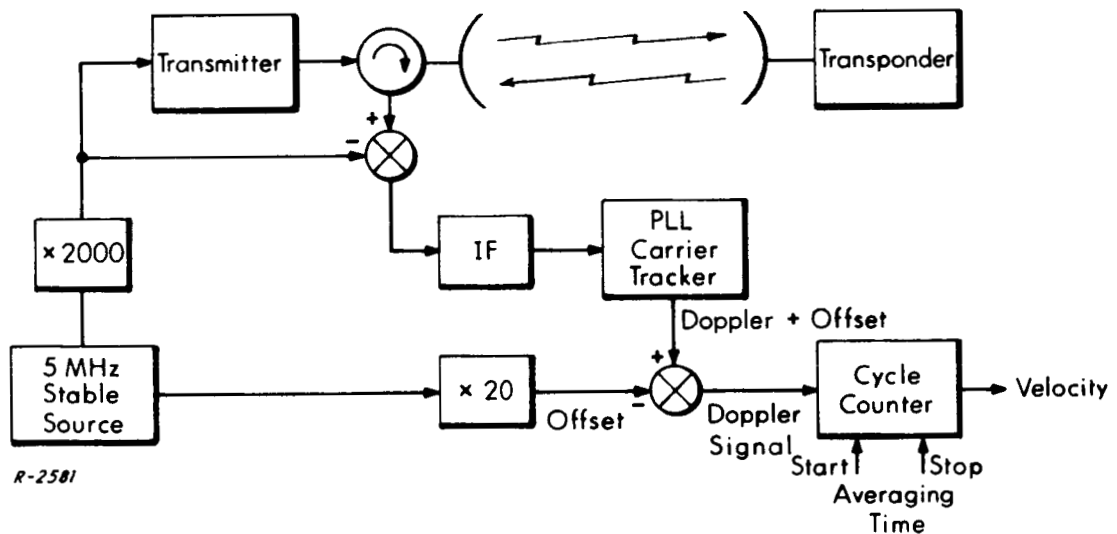 Transmitter
Transponder
+
-
× 2000
IF
PLL
Carrier
Tracker
Doppler + Offset
5 MHz
Stable
Source
× 20
Offset
+
-
Doppler
Signal
Cycle
Counter
Velocity
Start
Stop
Averaging
Time
R-2581